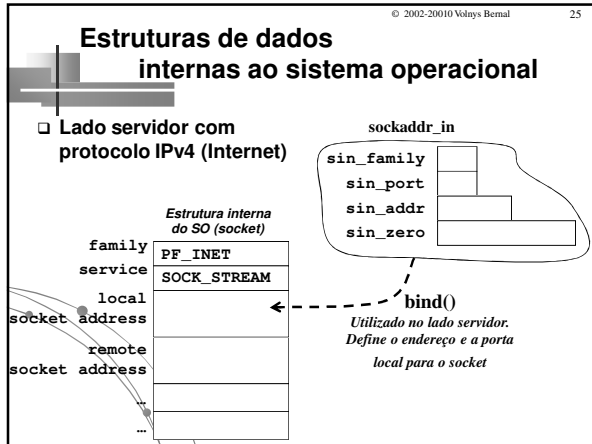 © 2002-20010 Volnys Bernal 25
Estruturas de dados
internas ao sistema operacional
❑ Lado servidor com
protocolo IPv4 (Internet)
sockaddr_in
sin_family
sin_port
sin_addr
sin_zero
Estrutura interna
do SO (socket)
family PF_INET
service SOCK_STREAM
local
socket address
remote
socket address
…
…
bind()
Utilizado no lado servidor.
Define o endereço e a porta
local para o socket